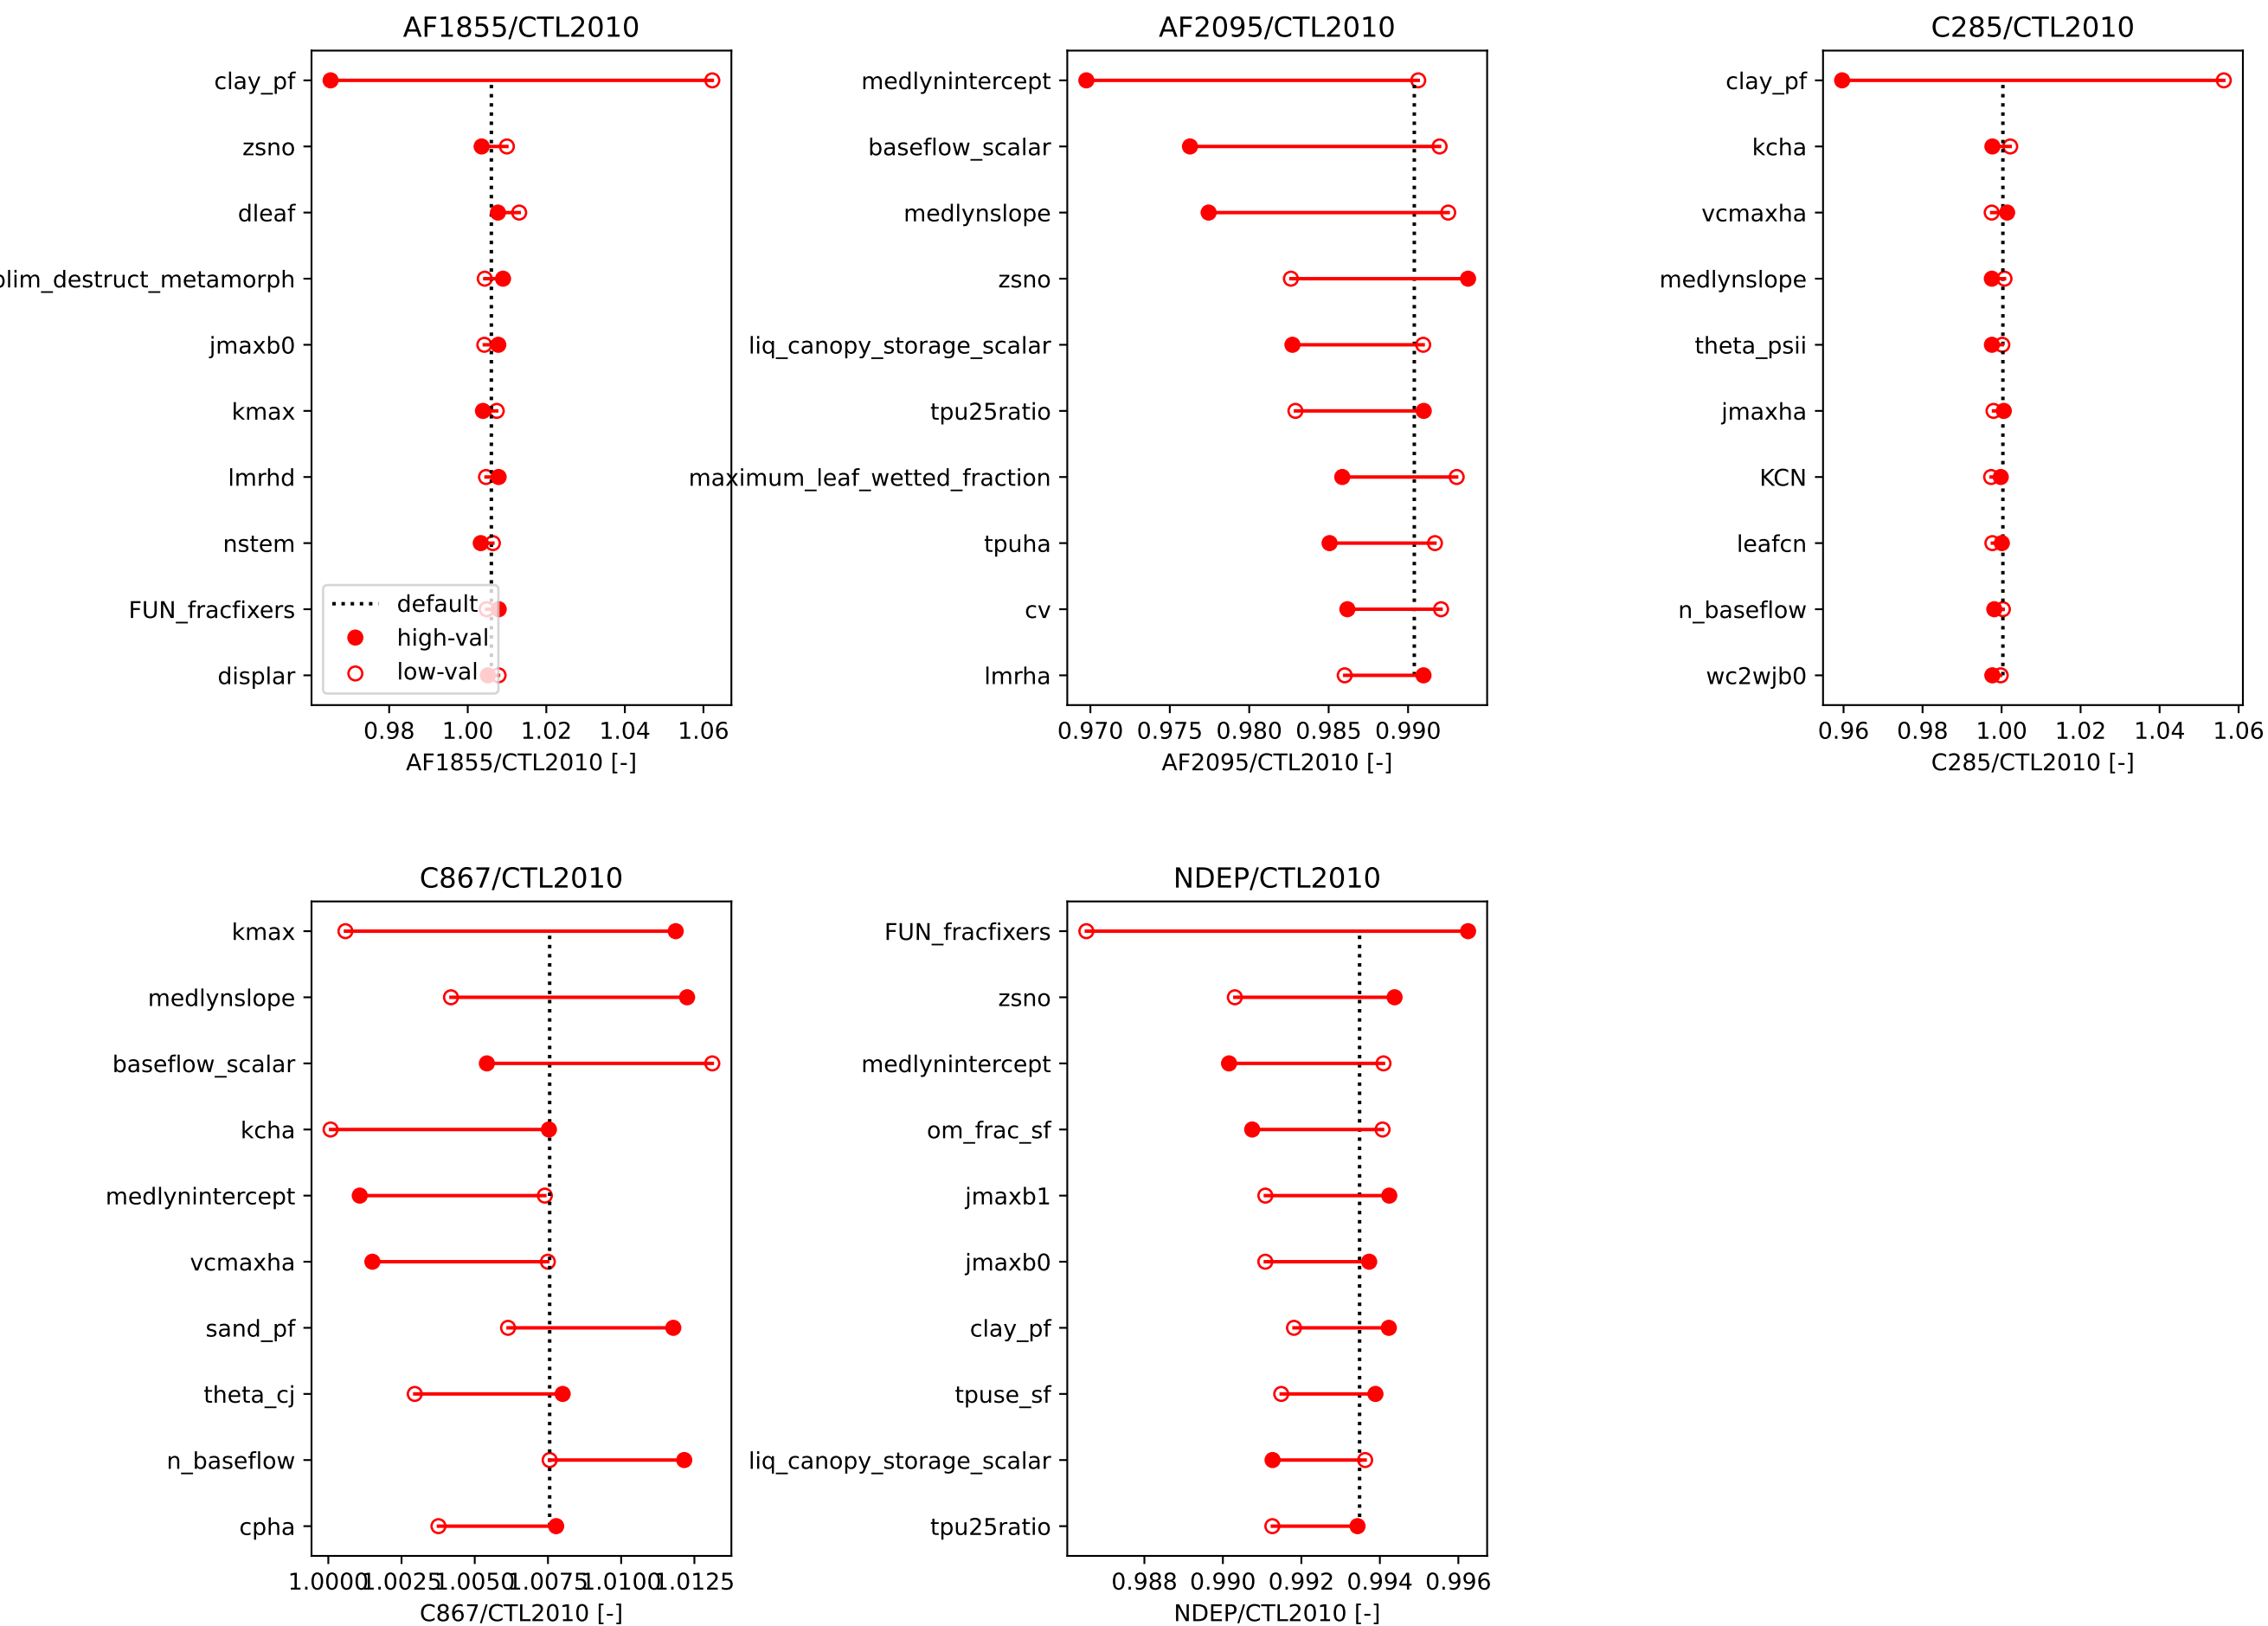 AF1855/CTL2010
clay_pf
zsno
dleaf
olim_destruct_metamorph
jmaxb0
kmax
lmrhd
nstem
FUN_fracfixers
displar
default
high-val
low-val
0.98 1.00 1.02 1.04 1.06
AF1855/CTL2010 [-]
AF2095/CTL2010
medlynintercept
baseflow_scalar
medlynslope
zsno
liq_canopy_storage_scalar
tpu25ratio
maximum_leaf_wetted_fraction
tpuha
cv
lmrha
0.970 0.975 0.980 0.985 0.990
AF2095/CTL2010 [-]
C285/CTL2010
clay_pf
kcha
vcmaxha
medlynslope
theta_psii
jmaxha
KCN
leafcn
n_baseflow
wc2wjb0
0.96 0.98 1.00 1.02 1.04 1.06
C285/CTL2010 [-]
C867/CTL2010
kmax
medlynslope
baseflow_scalar
kcha
medlynintercept
vcmaxha
sand_pf
theta_cj
n_baseflow
cpha
1.0000 1.0025 1.0050 1.0075 1.0100 1.0125
C867/CTL2010 [-]
NDEP/CTL2010
FUN_fracfixers
zsno
medlynintercept
om_frac_sf
jmaxb1
jmaxb0
clay_pf
tpuse_sf
liq_canopy_storage_scalar
tpu25ratio
0.988 0.990 0.992 0.994 0.996
NDEP/CTL2010 [-]